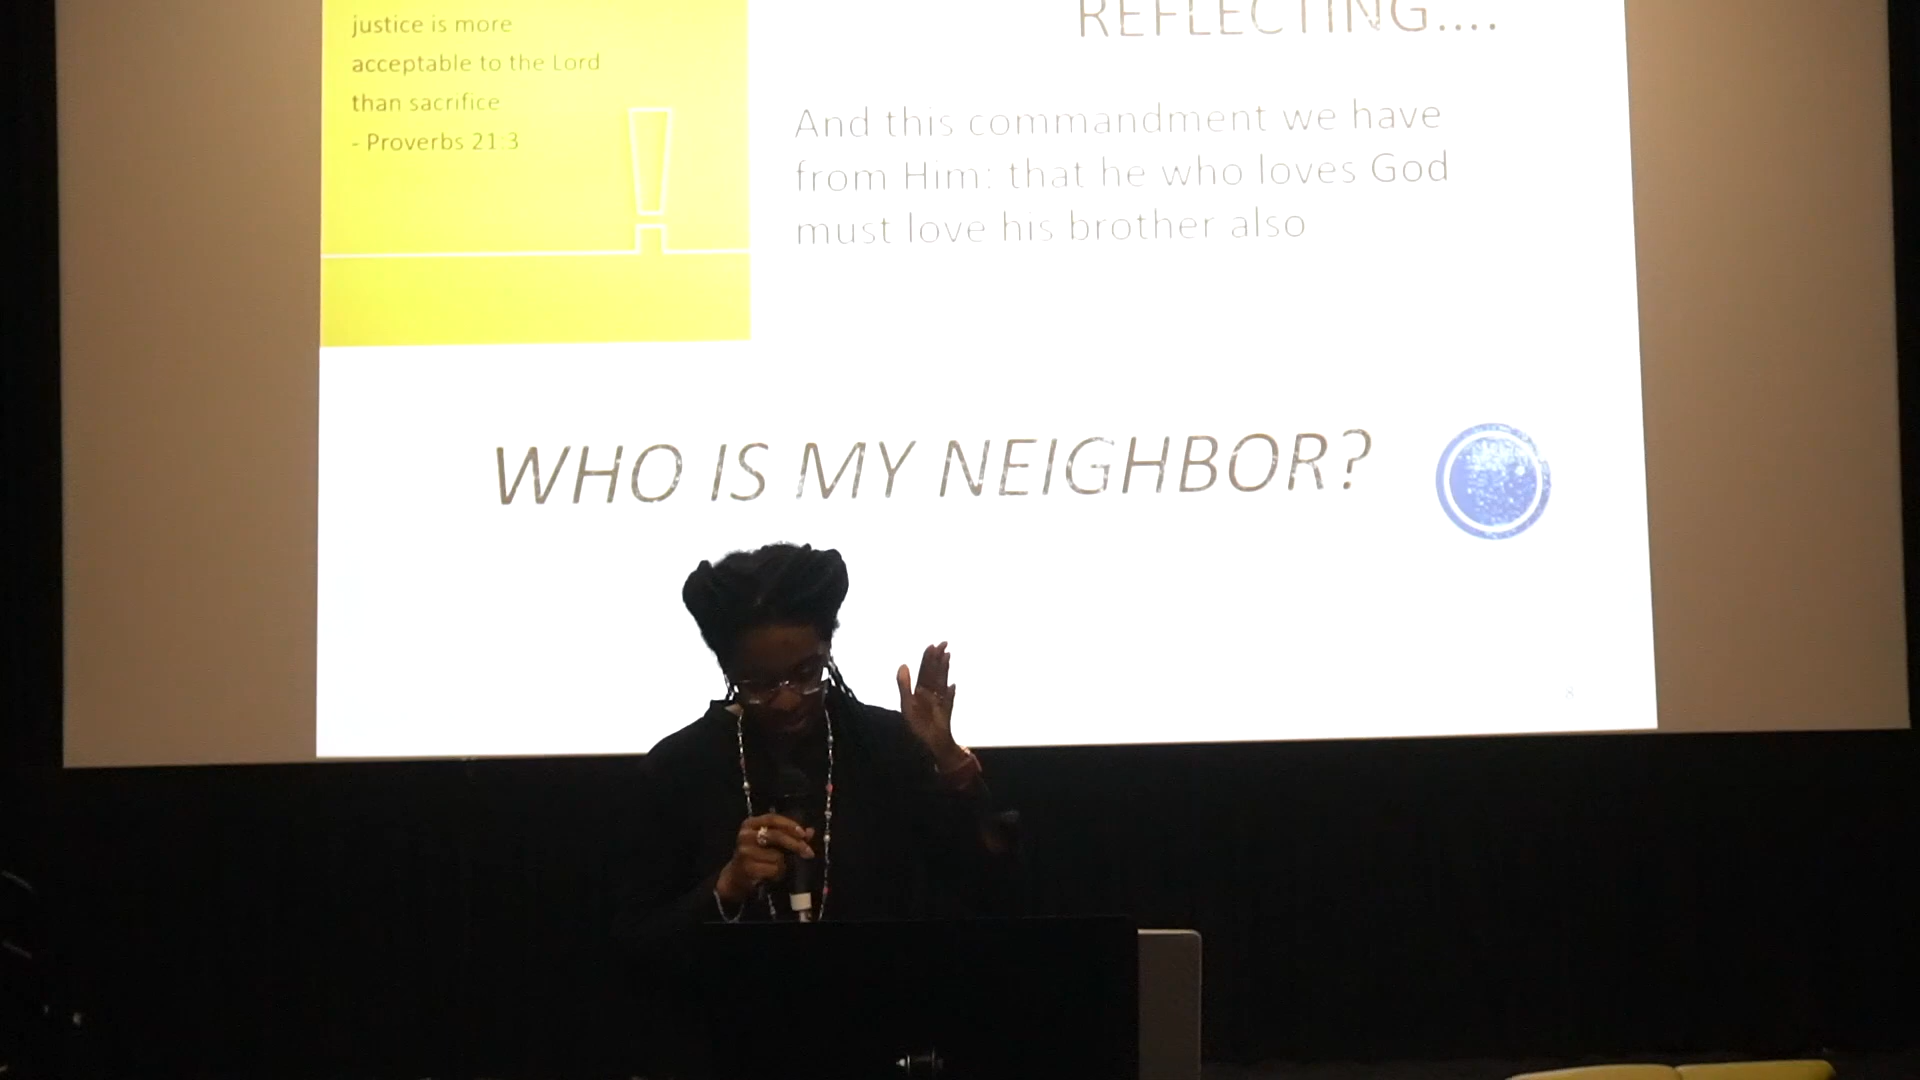 justice is more
acceptable to the Lord
than sacrifice
- Proverbs 21:3
REFLECTING....
And this commandment we have
from Him: that he who loves God
must love his brother also
WHO IS MY NEIGHBOR?
8